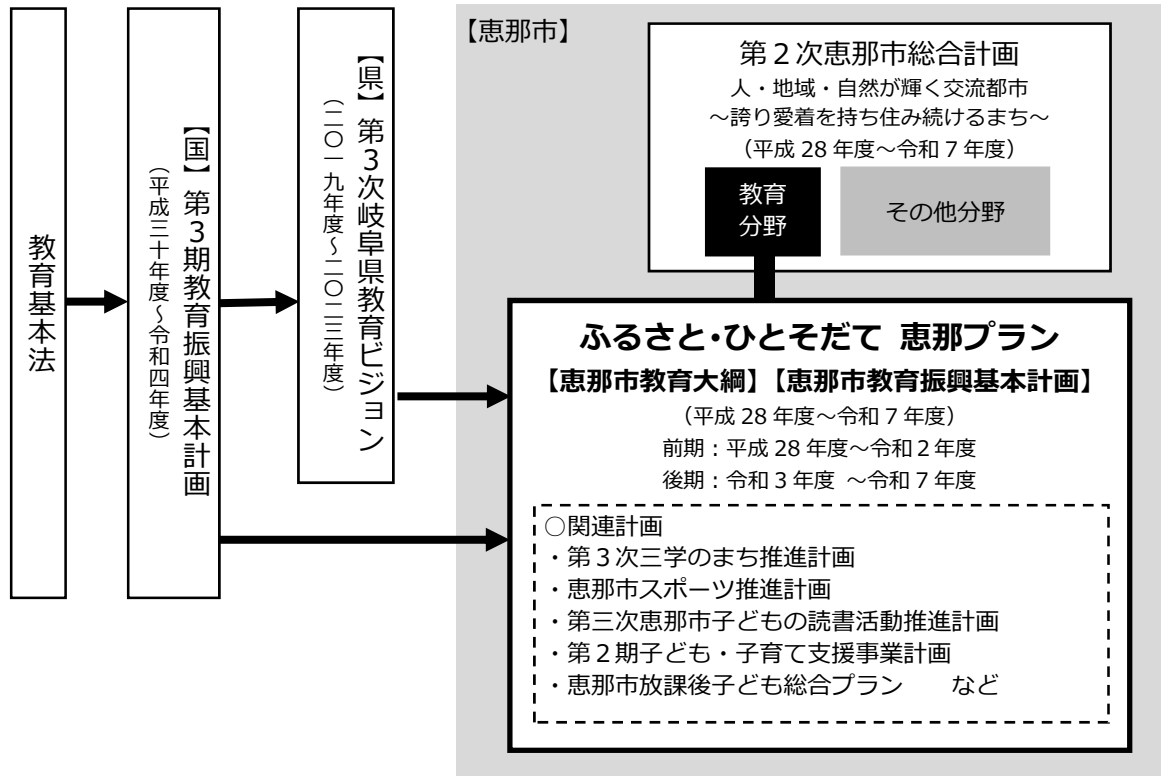 教育基本法
【国】第3期教育振興基本計画
（平成三十年度～令和四年度）
【県】第3次岐阜県教育ビジョン
（二〇一九年度～二〇二三年度）
【恵那市】
第２次恵那市総合計画
人・地域・自然が輝く交流都市
～誇り愛着を持ち住み続けるまち～
（平成 28 年度～令和 7 年度）
教育
分野
その他分野
ふるさと・ひとそだて 恵那プラン
【恵那市教育大綱】【恵那市教育振興基本計画】
（平成 28 年度～令和 7 年度）
前期：平成 28 年度～令和２年度
後期：令和３年度 ～令和７年度
○関連計画
・第３次三学のまち推進計画
・恵那市スポーツ推進計画
・第三次恵那市子どもの読書活動推進計画
・第２期子ども・子育て支援事業計画
・恵那市放課後子ども総合プラン　　など